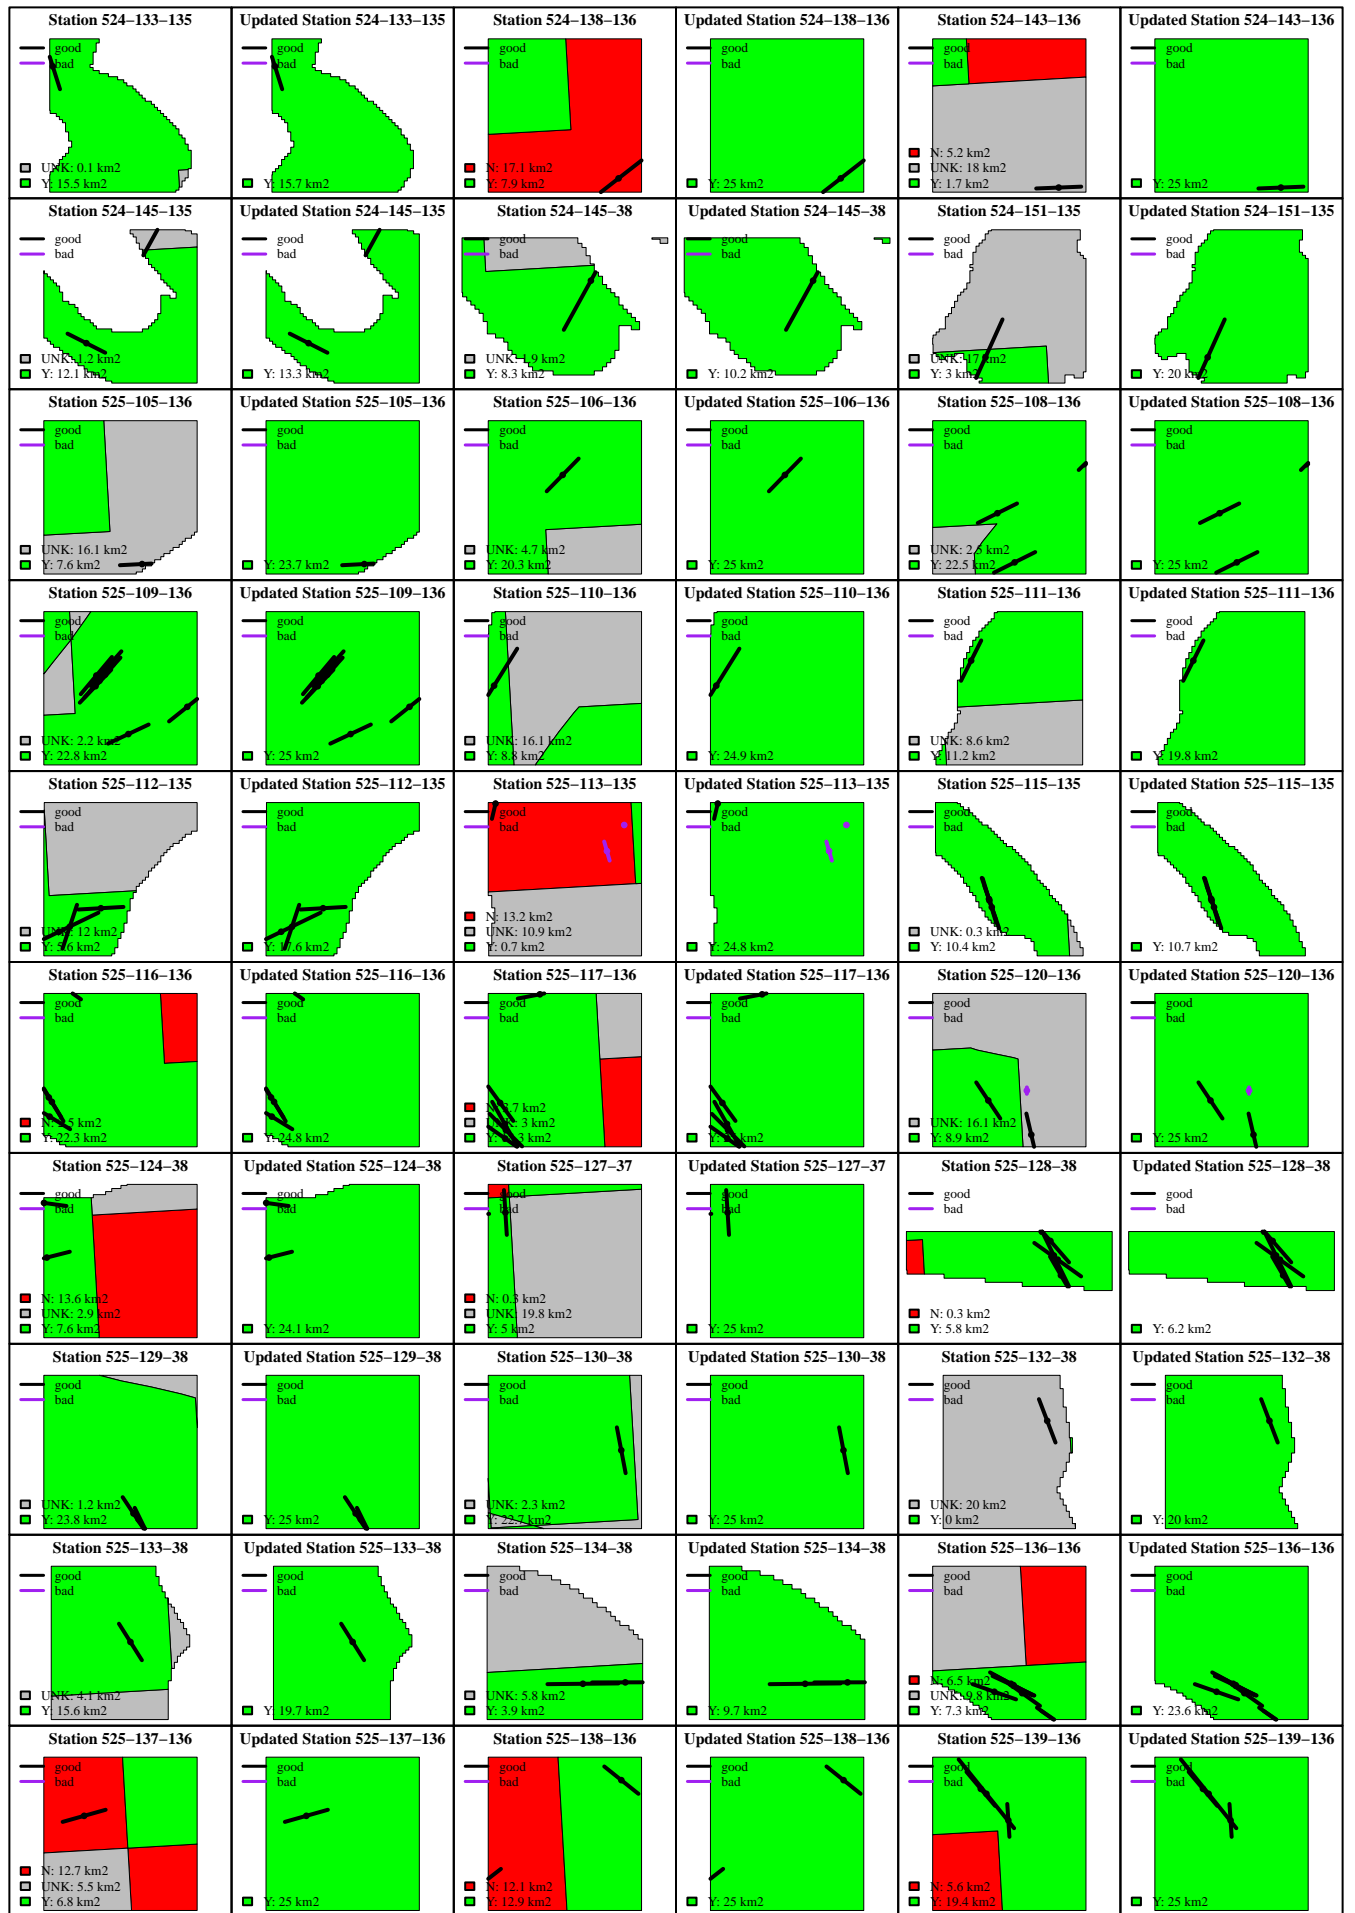 Station 524−133−135
good
bad
UNK: 0.1 km2
Y: 15.5 km2
Updated Station 524−133−135
good
bad
Y: 15.7 km2
Station 524−138−136
good
bad
N: 17.1 km2
Y: 7.9 km2
Updated Station 524−138−136
good
bad
Y: 25 km2
Station 524−143−136
good
bad
N: 5.2 km2
UNK: 18 km2
Y: 1.7 km2
Updated Station 524−143−136
good
bad
Y: 25 km2
Station 524−145−135
good
bad
UNK: 1.2 km2
Y: 12.1 km2
Updated Station 524−145−135
good
bad
Y: 13.3 km2
Station 524−145−38
good
bad
UNK: 1.9 km2
Y: 8.3 km2
Updated Station 524−145−38
good
bad
Y: 10.2 km2
Station 524−151−135
good
bad
UNK: 17 km2
Y: 3 km2
Updated Station 524−151−135
good
bad
Y: 20 km2
Station 525−105−136
good
bad
UNK: 16.1 km2
Y: 7.6 km2
Updated Station 525−105−136
good
bad
Y: 23.7 km2
Station 525−106−136
good
bad
UNK: 4.7 km2
Y: 20.3 km2
Updated Station 525−106−136
good
bad
Y: 25 km2
Station 525−108−136
good
bad
UNK: 2.5 km2
Y: 22.5 km2
Updated Station 525−108−136
good
bad
Y: 25 km2
Station 525−109−136
good
bad
UNK: 2.2 km2
Y: 22.8 km2
Updated Station 525−109−136
good
bad
Y: 25 km2
Station 525−110−136
good
bad
UNK: 16.1 km2
Y: 8.8 km2
Updated Station 525−110−136
good
bad
Y: 24.9 km2
Station 525−111−136
good
bad
UNK: 8.6 km2
Y: 11.2 km2
Updated Station 525−111−136
good
bad
Y: 19.8 km2
Station 525−112−135
good
bad
UNK: 12 km2
Y: 5.6 km2
Updated Station 525−112−135
good
bad
Y: 17.6 km2
Station 525−113−135
good
bad
N: 13.2 km2
UNK: 10.9 km2
Y: 0.7 km2
Updated Station 525−113−135
good
bad
Y: 24.8 km2
Station 525−115−135
good
bad
UNK: 0.3 km2
Y: 10.4 km2
Updated Station 525−115−135
good
bad
Y: 10.7 km2
Station 525−116−136
good
bad
N: 2.5 km2
Y: 22.3 km2
Updated Station 525−116−136
good
bad
Y: 24.8 km2
Station 525−117−136
good
bad
N: 3.7 km2
UNK: 3 km2
Y: km2
Updated Station 525−117−136
good
bad
Y: km2
Station 525−120−136
good
bad
UNK: 16.1 km2
Y: 8.9 km2
Updated Station 525−120−136
good
bad
Y: 25 km2
Station 525−124−38
good
bad
N: 13.6 km2
UNK: 2.9 km2
Y: 7.6 km2
Updated Station 525−124−38
good
bad
Y: 24.1 km2
Station 525−127−37
good
bad
N: 0.3 km2
UNK: 19.8 km2
Y: 5 km2
Updated Station 525−127−37
good
bad
Y: 25 km2
Station 525−128−38
good
bad
N: 0.3 km2
Y: 5.8 km2
Updated Station 525−128−38
good
bad
Y: 6.2 km2
Station 525−129−38
good
bad
UNK: 1.2 km2
Y: 23.8 km2
Updated Station 525−129−38
good
bad
Y: 25 km2
Station 525−130−38
good
bad
UNK: 2.3 km2
Y: 22.7 km2
Updated Station 525−130−38
good
bad
Y: 25 km2
Station 525−132−38
good
bad
UNK: 20 km2
Y: 0 km2
Updated Station 525−132−38
good
bad
Y: 20 km2
Station 525−133−38
good
bad
UNK: 4.1 km2
Y: 15.6 km2
Updated Station 525−133−38
good
bad
Y: 19.7 km2
Station 525−134−38
good
bad
UNK: 5.8 km2
Y: 3.9 km2
Updated Station 525−134−38
good
bad
Y: 9.7 km2
Station 525−136−136
good
bad
N: 6.5 km2
UNK: 9.8 km2
Y: 7.3 km2
Updated Station 525−136−136
good
bad
Y: 23.6 km2
Station 525−137−136
good
bad
N: 12.7 km2
UNK: 5.5 km2
Y: 6.8 km2
Updated Station 525−137−136
good
bad
Y: 25 km2
Station 525−138−136
good
bad
N: 12.1 km2
Y: 12.9 km2
Updated Station 525−138−136
good
bad
Y: 25 km2
Station 525−139−136
good
bad
N: 5.6 km2
Y: 19.4 km2
Updated Station 525−139−136
good
bad
Y: 25 km2